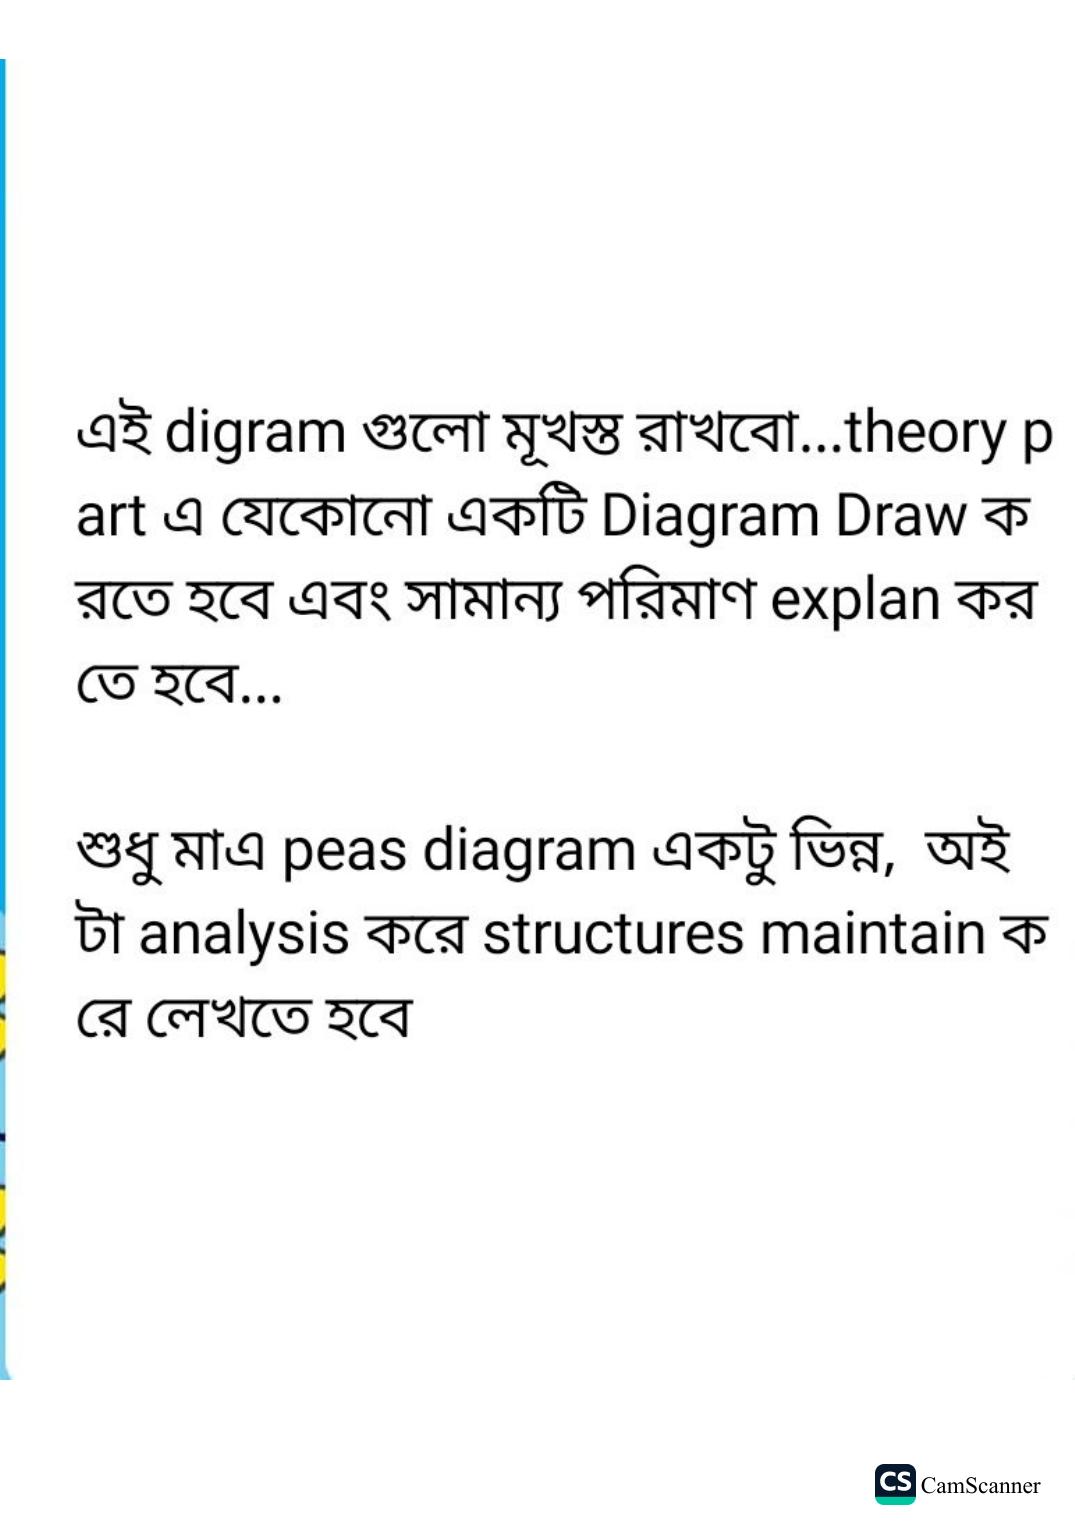 এই digram গুলো মূখস্ত রাখবো...theory p
art এ যেকোনো একটি Diagram Draw ক
রতে হবে এবং সামান্য পরিমাণ explan কর
তে হবে...
শুধু মাএ peas diagram একটু ভিন্ন, অই
টা analysis করে structures maintain ক
রে লেখতে হবে
CS CamScanner